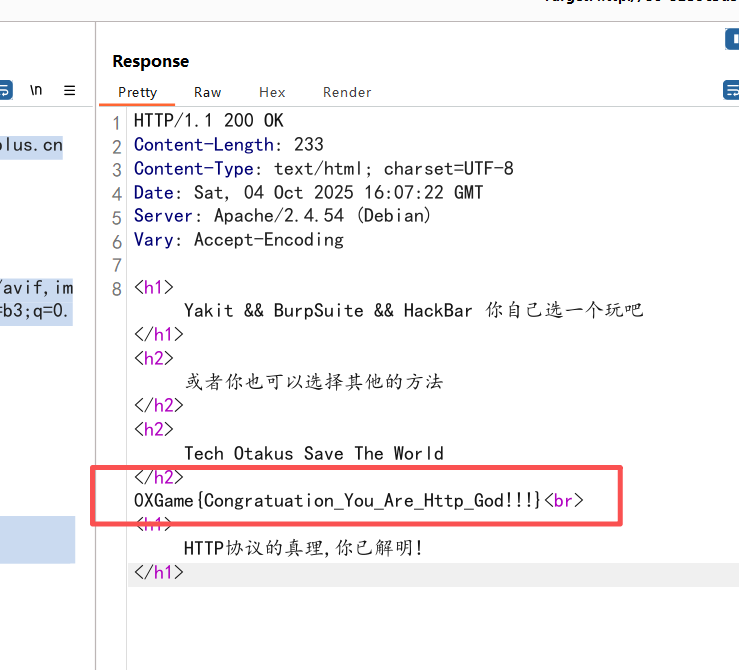 Response
\n
Pretty Raw Hex Render
1 HTTP/1.1 200 OK
2 Content-Length: 233
3 Content-Type: text/html; charset=UTF-8
4 Date: Sat, 04 Oct 2025 16:07:22 GMT
5 Server: Apache/2.4.54 (Debian)
6 Vary: Accept-Encoding
7
8 <h1>
Yakit && BurpSuite && HackBar 你自己选一个玩吧
</h1>
<h2>
或者你也可以选择其他的方法
</h2>
<h2>
Tech Otakus Save The World
</h2>
0XGame{Congratuation_You_Are_Http_God!!!}<br>
<h1>
HTTP协议的真理,你已解明!
</h1>
lus.cn
avif,im
b3;q=0.